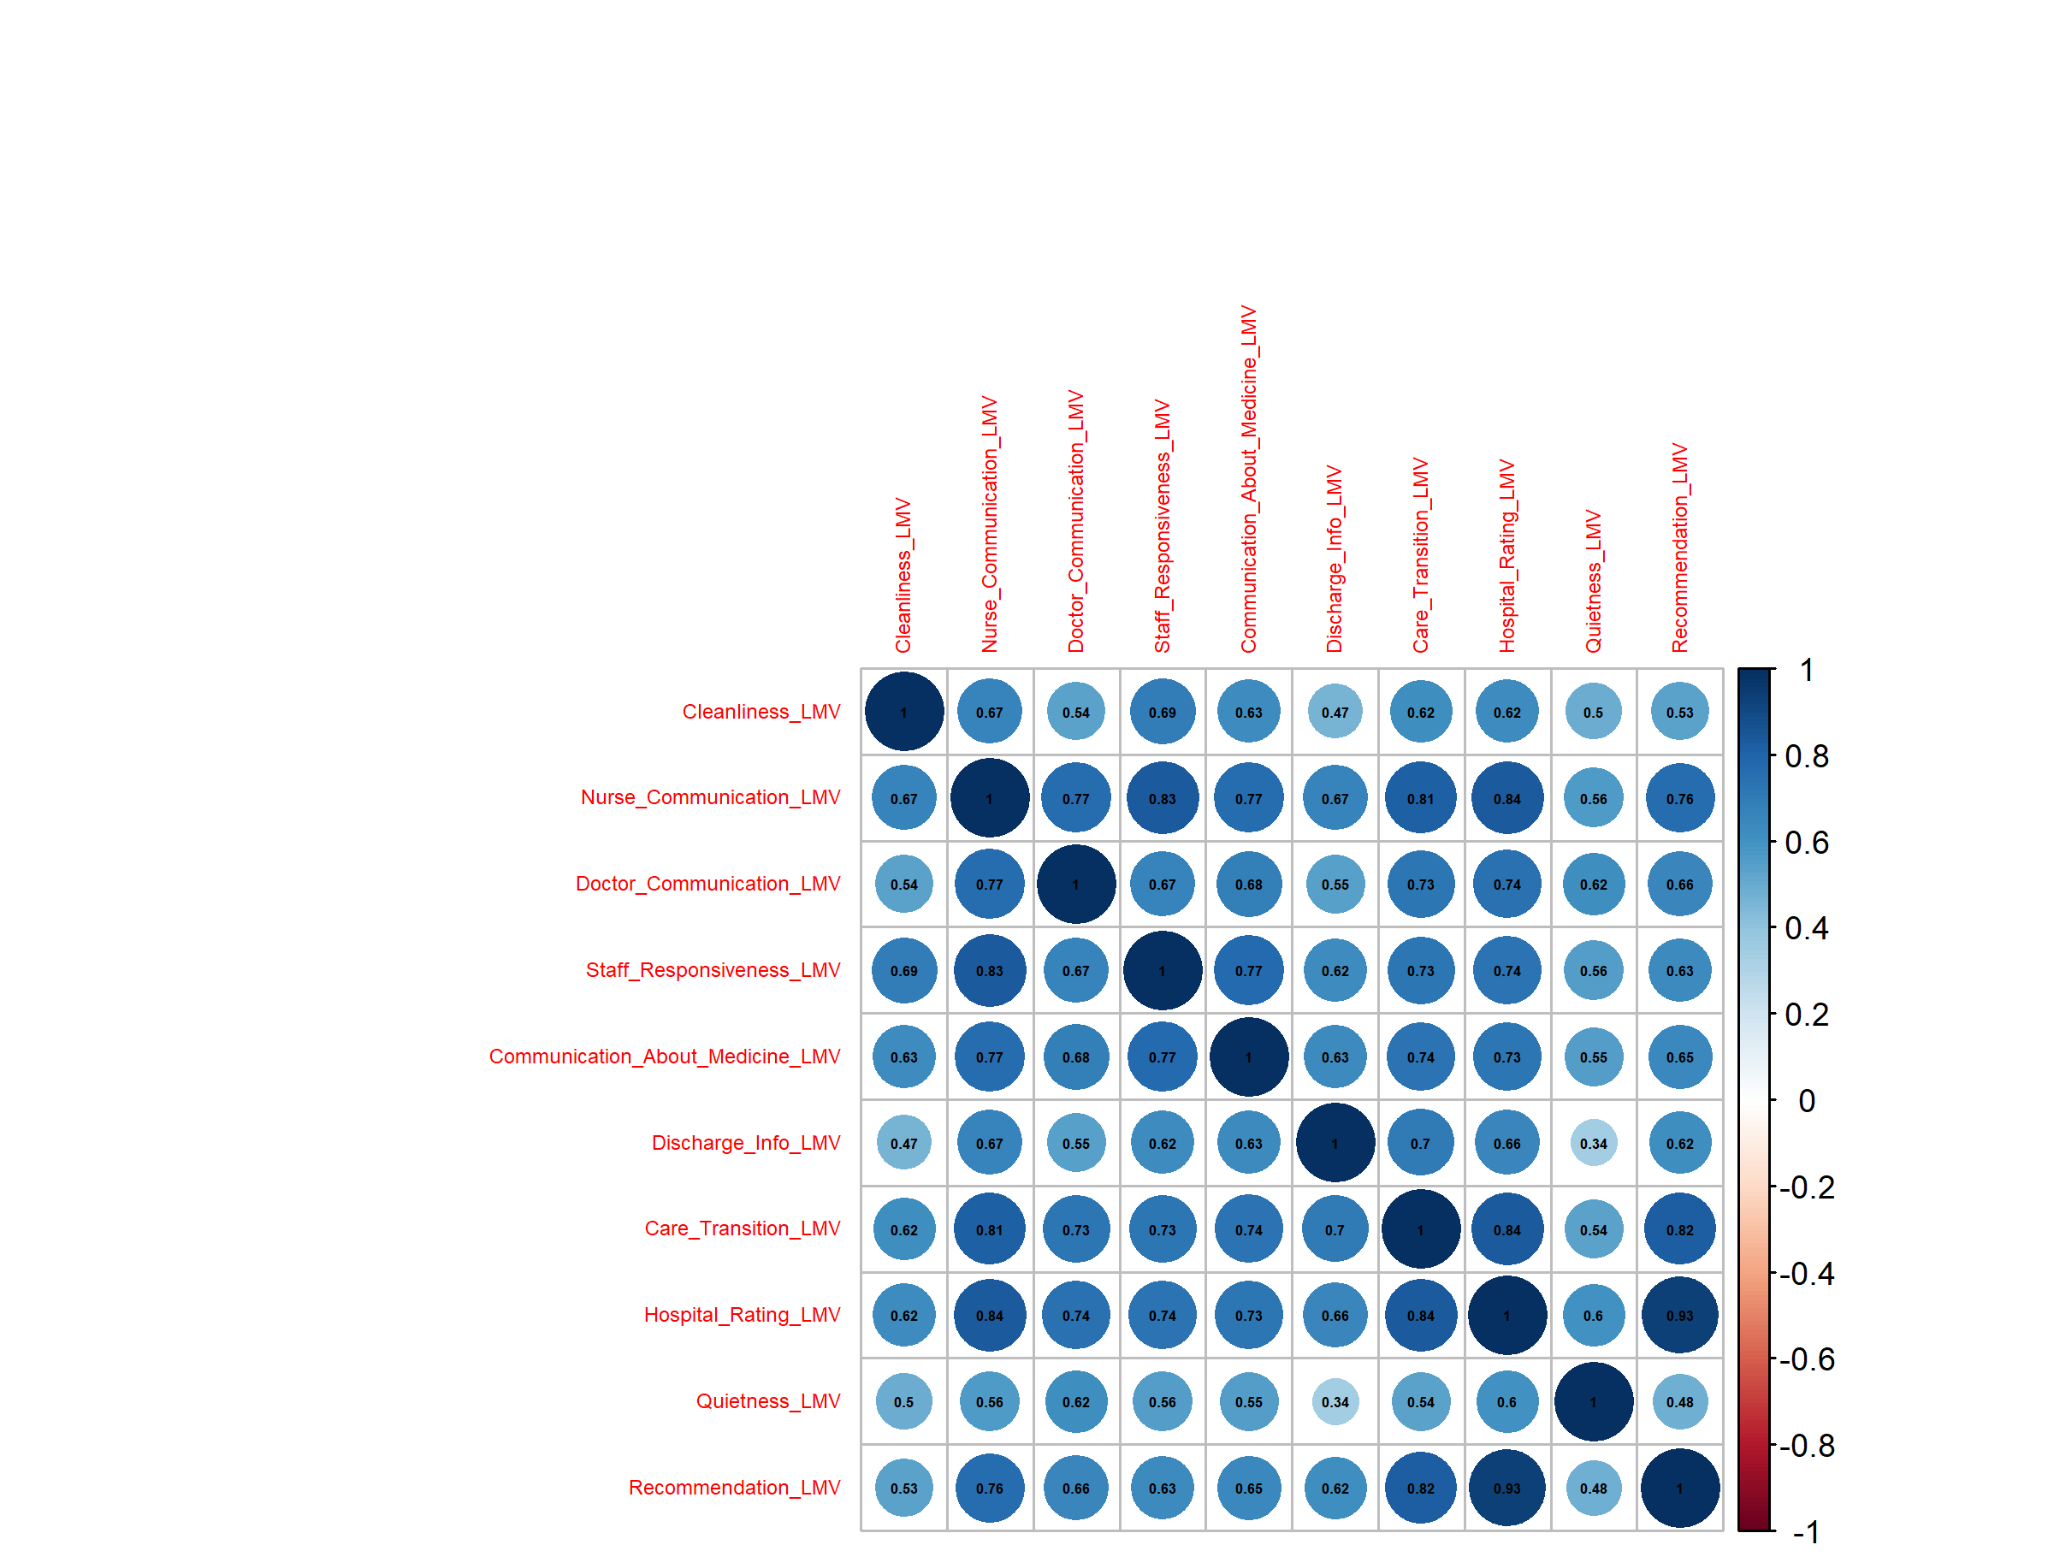 Cleanliness_LMV
Nurse_Communication_LMV
Doctor_Communication_LMV
Staff_Responsiveness_LMV
Communication_About_Medicine_LMV
Discharge_Info_LMV
Care_Transition_LMV
Hospital_Rating_LMV
Quietness_LMV
Recommendation_LMV
Cleanliness_LMV 1 0.67 0.54 0.69 0.63 0.47 0.62 0.62 0.5 0.53
Nurse_Communication_LMV 0.67 1 0.77 0.83 0.77 0.67 0.81 0.84 0.56 0.76
Doctor_Communication_LMV 0.54 0.77 1 0.67 0.68 0.55 0.73 0.74 0.62 0.66
Staff_Responsiveness_LMV 0.69 0.83 0.67 1 0.77 0.62 0.73 0.74 0.56 0.63
Communication_About_Medicine_LMV 0.63 0.77 0.68 0.77 1 0.63 0.74 0.73 0.55 0.65
Discharge_Info_LMV 0.47 0.67 0.55 0.62 0.63 1 0.7 0.66 0.34 0.62
Care_Transition_LMV 0.62 0.81 0.73 0.73 0.74 0.7 1 0.84 0.54 0.82
Hospital_Rating_LMV 0.62 0.84 0.74 0.74 0.73 0.66 0.84 1 0.6 0.93
Quietness_LMV 0.5 0.56 0.62 0.56 0.55 0.34 0.54 0.6 1 0.48
Recommendation_LMV 0.53 0.76 0.66 0.63 0.65 0.62 0.82 0.93 0.48 1
1
0.8
0.6
0.4
0.2
0
-0.2
-0.4
-0.6
-0.8
-1